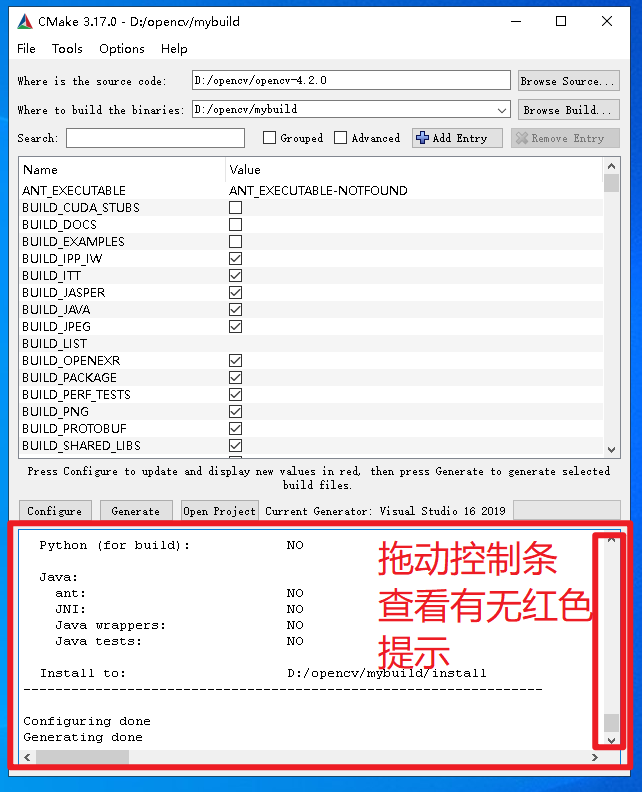 CMake 3.17.0 - D:/opencv/mybuild
File Tools Options Help
Where is the source code: D:/opencv/opencv-4.2.0 Browse Source...
Where to build the binaries: D:/opencv/mybuild Browse Build...
Search: Grouped Advanced Add Entry Remove Entry
Name Value
ANT_EXECUTABLE ANT_EXECUTABLE-NOTFOUND
BUILD_CUDA_STUBS
BUILD_DOCS
BUILD_EXAMPLES
BUILD_IPP_IW
BUILD_ITT
BUILD_JASPER
BUILD_JAVA
BUILD_JPEG
BUILD_LIST
BUILD_OPENEXR
BUILD_PACKAGE
BUILD_PERF_TESTS
BUILD_PNG
BUILD_PROTOBUF
BUILD_SHARED_LIBS
Press Configure to update and display new values in red, then press Generate to generate selected
build files.
Configure Generate Open Project Current Generator: Visual Studio 16 2019
Python (for build): NO
Java:
ant: NO
JNI: NO
Java wrappers: NO
Java tests: NO
Install to: D:/opencv/mybuild/install
-----------------------------------------------------------------
Configuring done
Generating done
拖动控制条
查看有无红色
提示